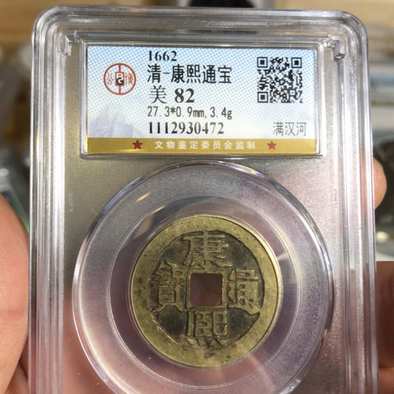 1662
清-康熙通宝
美 82
27.3*0.9mm, 3.4g
1112930472
满汉河
★ 文物鉴定委员会监制 ★
康熙通寳